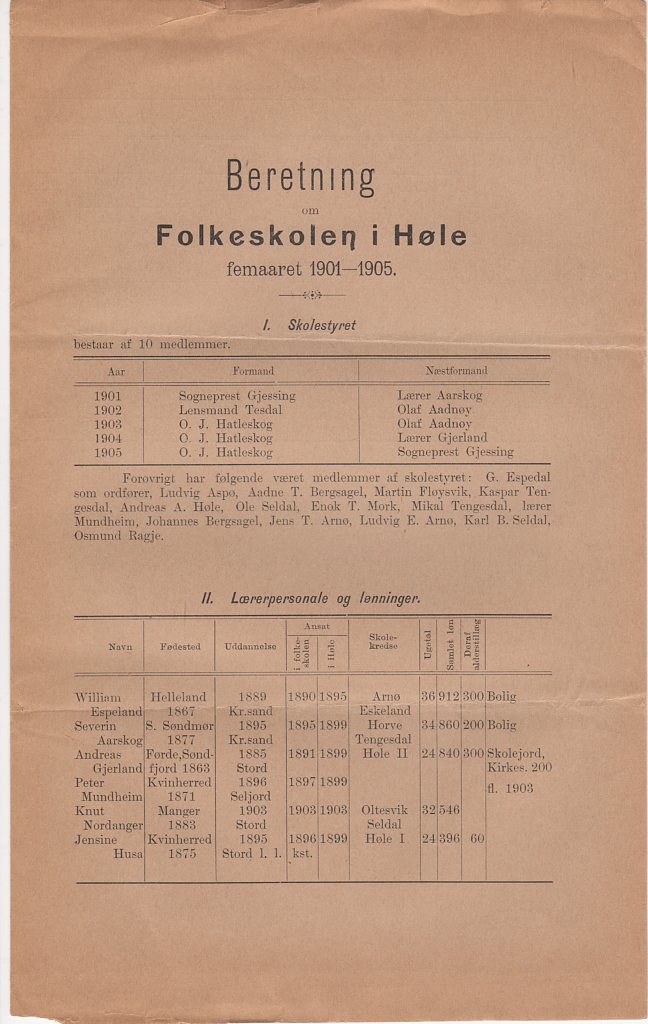 Beretning
om
Folkeskolen i Høle
femaaret 1901—1905.
I. Skolestyret
bestaar af 10 medlemmer.
Aar Formand Næstformand
1901 Sogneprest Gjessing Lærer Aarskog
1902 Lensmand Tesdal Olaf Aadnøy
1903 O. J. Hatleskog Olaf Aadnøy
1904 O. J. Hatleskog Lærer Gjerland
1905 O. J. Hatleskog Sogneprest Gjessing
Forøvrigt har følgende været medlemmer af skolestyret: G. Espedal
som ordfører, Ludvig Aspø, Aadne T. Bergsagel, Martin Fløysvik, Kaspar Ten-
gesdal, Andreas A. Høle, Ole Seldal, Enok T. Mork, Mikal Tengesdal, lærer
Mundheim, Johannes Bergsagel, Jens T. Arnø, Ludvig E. Arnø, Karl B. Seldal,
Osmund Ragje.
II. Lærerpersonale og lønninger.
Navn Fødested Uddannelse Ansat i folke-skolen i Høle Skole-kredse Ugetal Samlet løn Deraf alderstillæg
William Helleland 1889 1890 1895 Arnø 36 912 300 Bolig
Espeland 1867 Kr.sand Eskeland
Severin S. Søndmør 1895 1895 1899 Horve 34 860 200 Bolig
Aarskog 1877 Kr.sand Tengesdal
Andreas Førde,Sønd- 1885 1891 1899 Høle II 24 840 300 Skolejord,
Gjerland fjord 1863 Stord Kirkes. 200
Peter Kvinherred 1896 1897 1899 fl. 1903
Mundheim 1871 Seljord
Knut Manger 1903 1903 1903 Oltesvik 32 546
Nordanger 1883 Stord Seldal
Jensine Kvinherred 1895 1896 1899 Høle I 24 396 60
Husa 1875 Stord l. l. kst.